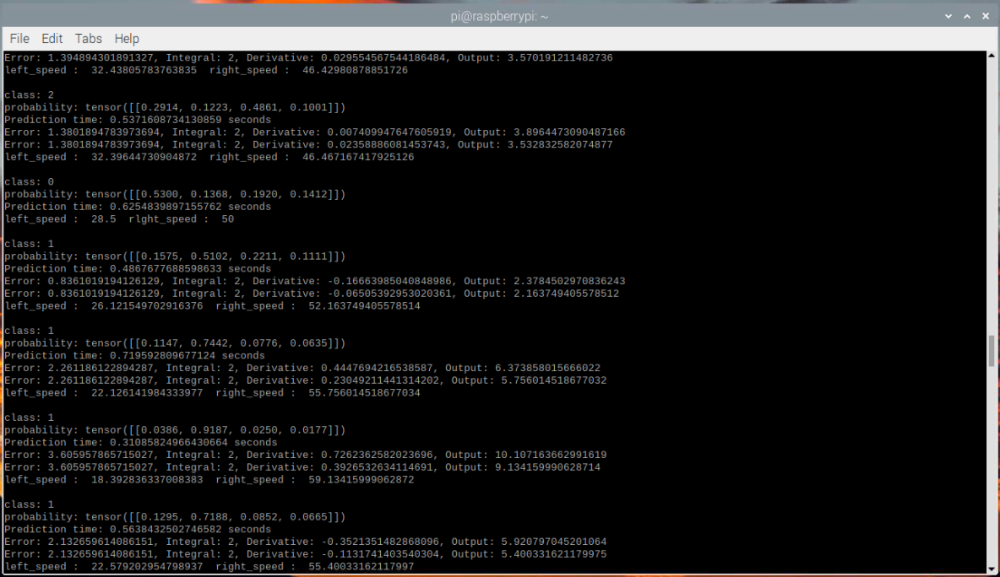 pi@raspberrypi: ~
File Edit Tabs Help
Error: 1.394894301891327, Integral: 2, Derivative: 0.029554567544186484, Output: 3.570191211482736
left_speed :  32.43805783763835  right_speed :  46.42980878851726
class: 2
probability: tensor([[0.2914, 0.1223, 0.4861, 0.1001]])
Prediction time: 0.5371608734130859 seconds
Error: 1.3801894783973694, Integral: 2, Derivative: 0.007409947647605919, Output: 3.8964473090487166
Error: 1.3801894783973694, Integral: 2, Derivative: 0.02358886081453743, Output: 3.532832582074877
left_speed :  32.39644730904872  right_speed :  46.467167417925126
class: 0
probability: tensor([[0.5300, 0.1368, 0.1920, 0.1412]])
Prediction time: 0.6254839897155762 seconds
left_speed :  28.5  rlght_speed :  50
class: 1
probability: tensor([[0.1575, 0.5102, 0.2211, 0.1111]])
Prediction time: 0.4867677688598633 seconds
Error: 0.8361019194126129, Integral: 2, Derivative: -0.16663985040848986, Output: 2.3784502970836243
Error: 0.8361019194126129, Integral: 2, Derivative: -0.06505392953020361, Output: 2.163749405578512
left_speed :  26.121549702916376  right_speed :  52.163749405578514
class: 1
probability: tensor([[0.1147, 0.7442, 0.0776, 0.0635]])
Prediction time: 0.719592809677124 seconds
Error: 2.261186122894287, Integral: 2, Derivative: 0.4447694216538587, Output: 6.373858015666022
Error: 2.261186122894287, Integral: 2, Derivative: 0.23049211441314202, Output: 5.756014518677032
left_speed :  22.126141984333977  right_speed :  55.756014518677034
class: 1
probability: tensor([[0.0386, 0.9187, 0.0250, 0.0177]])
Prediction time: 0.31085824966430664 seconds
Error: 3.605957865715027, Integral: 2, Derivative: 0.7262362582023696, Output: 10.107163662991619
Error: 3.605957865715027, Integral: 2, Derivative: 0.3926532634114691, Output: 9.134159990628714
left_speed :  18.392836337008383  right_speed :  59.13415999062872
class: 1
probability: tensor([[0.1295, 0.7188, 0.0852, 0.0665]])
Prediction time: 0.5638432502746582 seconds
Error: 2.132659614086151, Integral: 2, Derivative: -0.3521351482868096, Output: 5.920797045201064
Error: 2.132659614086151, Integral: 2, Derivative: -0.1131741403540304, Output: 5.400331621179975
left_speed :  22.579202954798937  right_speed :  55.40033162117997